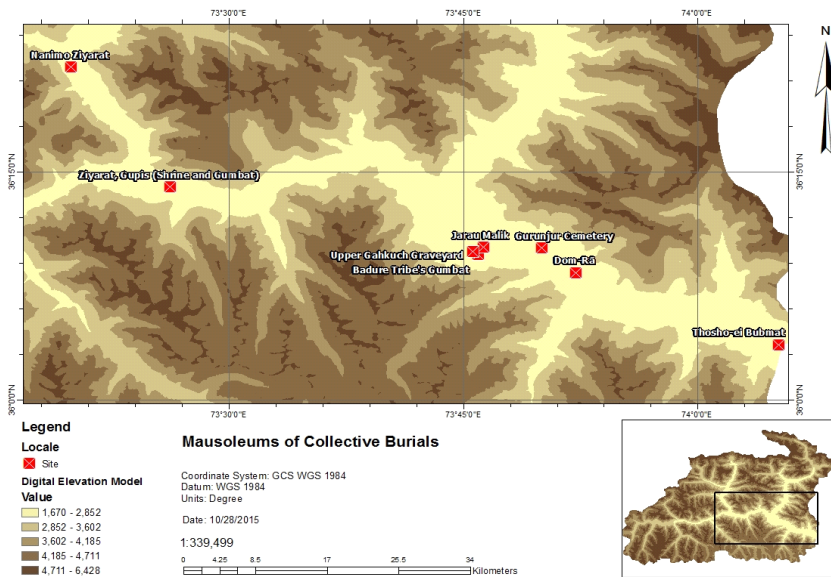 73°30'0"E 73°45'0"E 74°0'0"E
N
Nanimo Ziyarat
36°15'0"N 36°15'0"N
Ziyarat, Gupis (Shrine and Gumbat)
Jarau Malik Gurunjur Cemetery
Upper Gahkuch Graveyard
Badure Tribe's Gumbat
Dom-Rā
Thosho-ei Bubmat
36°0'0"N 36°0'0"N
73°30'0"E 73°45'0"E 74°0'0"E
Legend
Locale
Site
Digital Elevation Model
Value
1,670 - 2,852
2,852 - 3,602
3,602 - 4,185
4,185 - 4,711
4,711 - 6,428
Mausoleums of Collective Burials
Coordinate System: GCS WGS 1984
Datum: WGS 1984
Units: Degree
Date: 10/28/2015
1:339,499
0 4.25 8.5 17 25.5 34
Kilometers